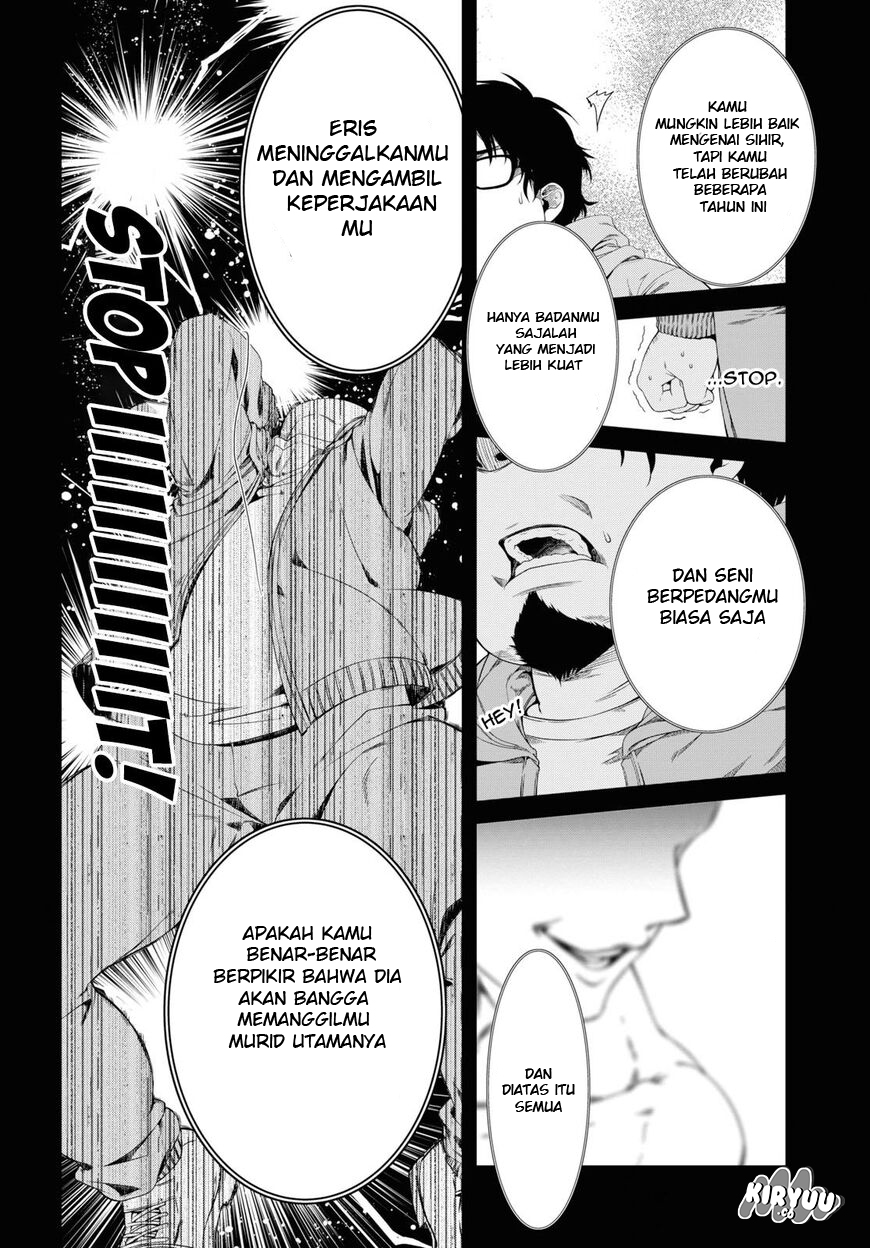 KAMU
MUNGKIN LEBIH BAIK
MENGENAI SIHIR,
TAPI KAMU
TELAH BERUBAH
BEBERAPA
TAHUN INI
HANYA BADANMU
SAJALAH
YANG MENJADI
LEBIH KUAT
...STOP.
DAN SENI
BERPEDANGMU
BIASA SAJA
HEY!
DAN
DIATAS ITU
SEMUA
ERIS
MENINGGALKANMU
DAN MENGAMBIL
KEPERJAKAAN
MU
STOP IIIIIIIIIIIIIT!
APAKAH KAMU
BENAR-BENAR
BERPIKIR BAHWA DIA
AKAN BANGGA
MEMANGGILMU
MURID UTAMANYA
KIRYUU
.CO